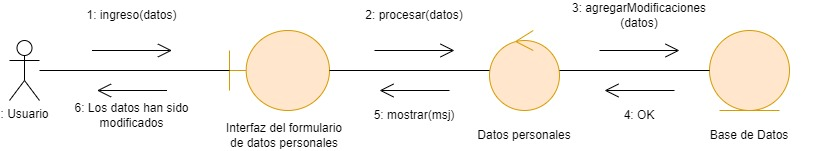 1: ingreso(datos)
2: procesar(datos)
3: agregarModificaciones
(datos)
: Usuario
6: Los datos han sido
modificados
Interfaz del formulario
de datos personales
5: mostrar(msj)
Datos personales
4: OK
Base de Datos